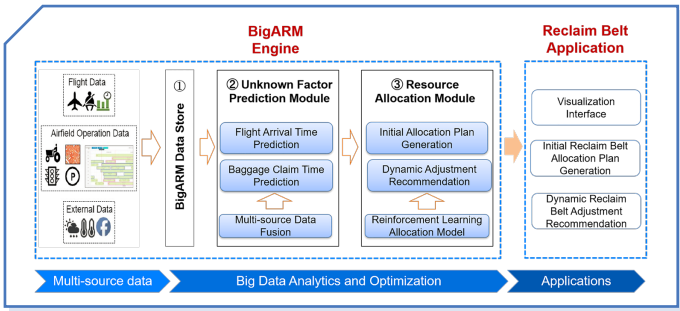 BigARM
Engine
Reclaim Belt
Application
Flight Data
Airfield Operation Data
P
External Data
① BigARM Data Store
② Unknown Factor
Prediction Module
Flight Arrival Time
Prediction
Baggage Claim Time
Prediction
Multi-source Data
Fusion
③ Resource
Allocation Module
Initial Allocation Plan
Generation
Dynamic Adjustment
Recommendation
Reinforcement Learning
Allocation Model
Visualization
Interface
Initial Reclaim Belt
Allocation Plan
Generation
Dynamic Reclaim
Belt Adjustment
Recommendation
Multi-source data
Big Data Analytics and Optimization
Applications